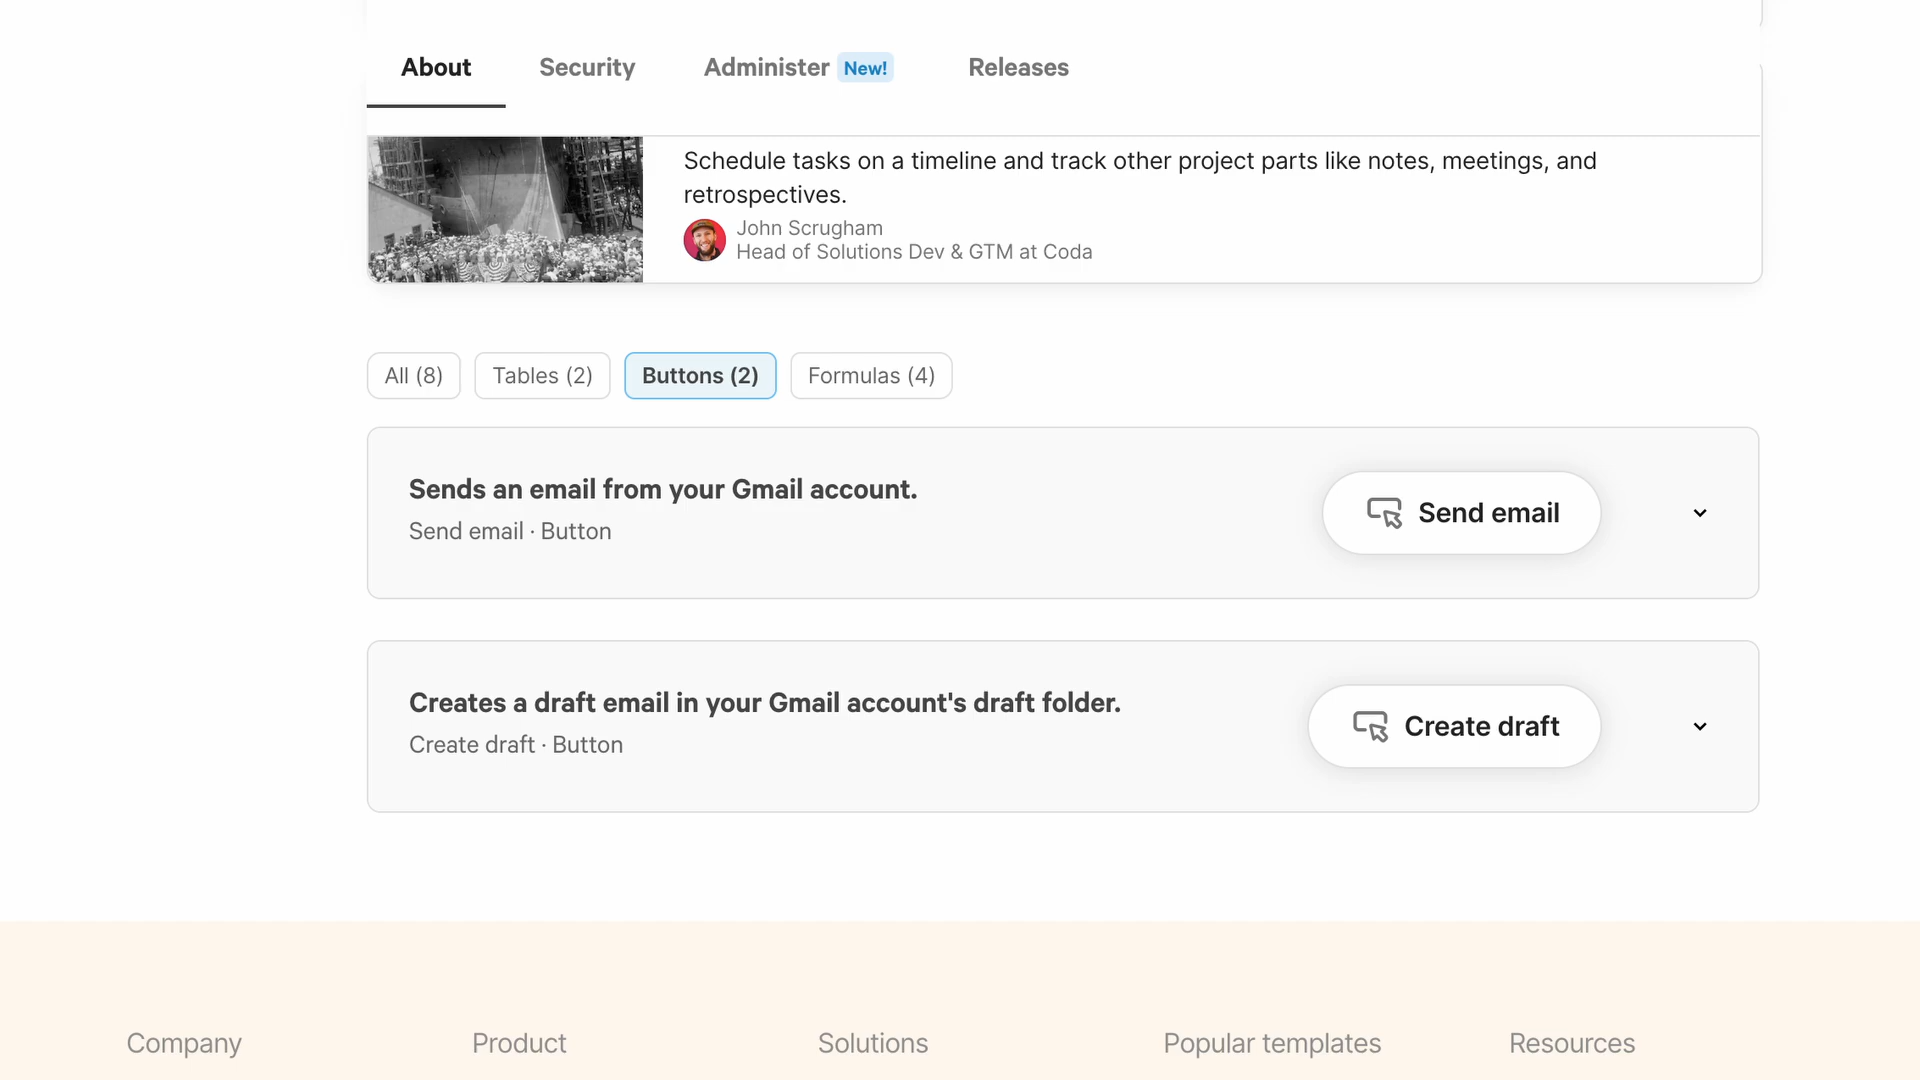 About
Security
Administer New!
Releases
Schedule tasks on a timeline and track other project parts like notes, meetings, and
retrospectives.
John Scrugham
Head of Solutions Dev & GTM at Coda
All (8)
Tables (2)
Buttons (2)
Formulas (4)
Sends an email from your Gmail account.
Send email · Button
Send email
Creates a draft email in your Gmail account's draft folder.
Create draft · Button
Create draft
Company
Product
Solutions
Popular templates
Resources